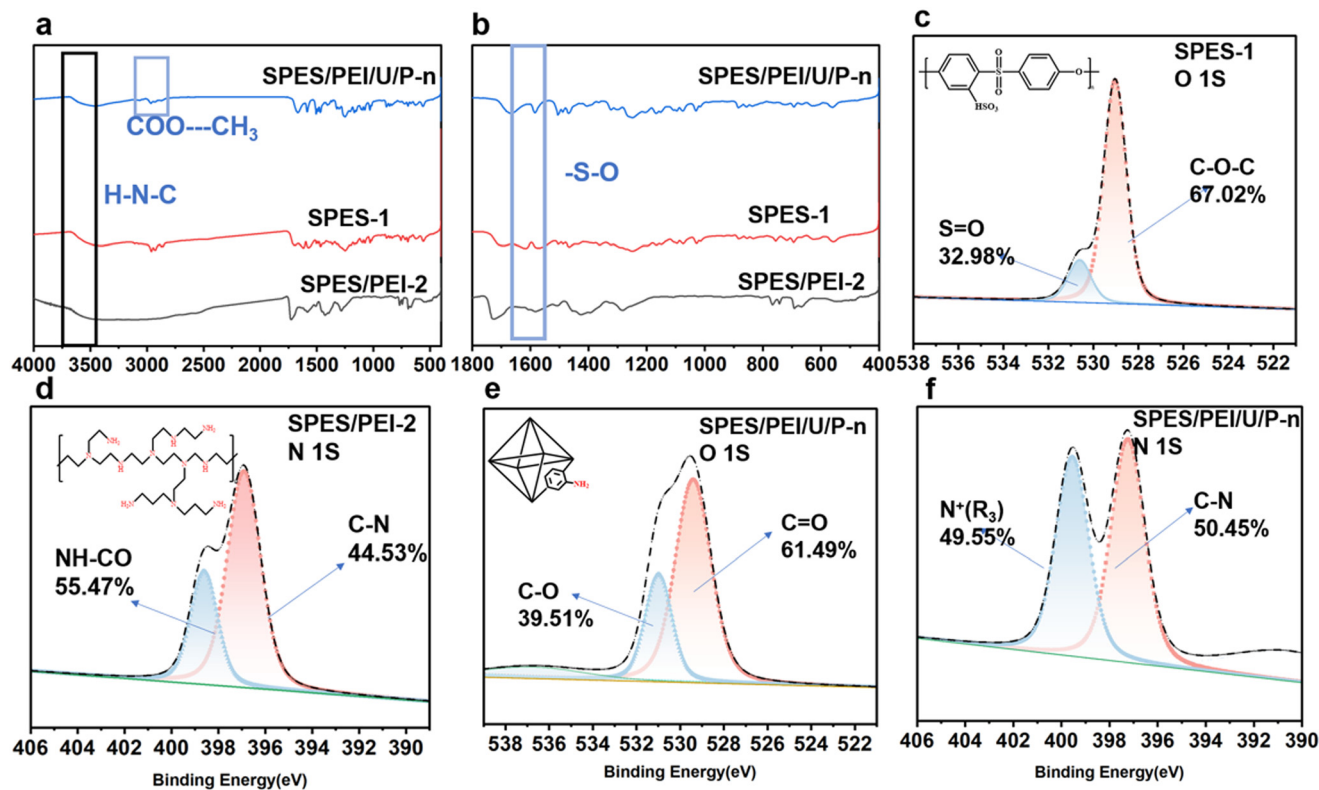 a
SPES/PEI/U/P-n
COO---CH₃
H-N-C
SPES-1
SPES/PEI-2
4000 3500 3000 2500 2000 1500 1000 500
b
SPES/PEI/U/P-n
-S-O
SPES-1
SPES/PEI-2
1800 1600 1400 1200 1000 800 600 400
c
SPES-1
O 1S
O
S
O
O
n
HSO₃
C-O-C
67.02%
S=O
32.98%
538 536 534 532 530 528 526 524 522
d
SPES/PEI-2
N 1S
NH₂
N
H
NH₂
N
H
N
N
N
N
H
H₂N
N
NH₂
C-N
44.53%
NH-CO
55.47%
406 404 402 400 398 396 394 392 390
Binding Energy(eV)
e
SPES/PEI/U/P-n
O 1S
NH₂
C=O
61.49%
C-O
39.51%
538 536 534 532 530 528 526 524 522
Binding Energy(eV)
f
SPES/PEI/U/P-n
N 1S
N⁺(R₃)
49.55%
C-N
50.45%
406 404 402 400 398 396 394 392 390
Binding Energy(eV)